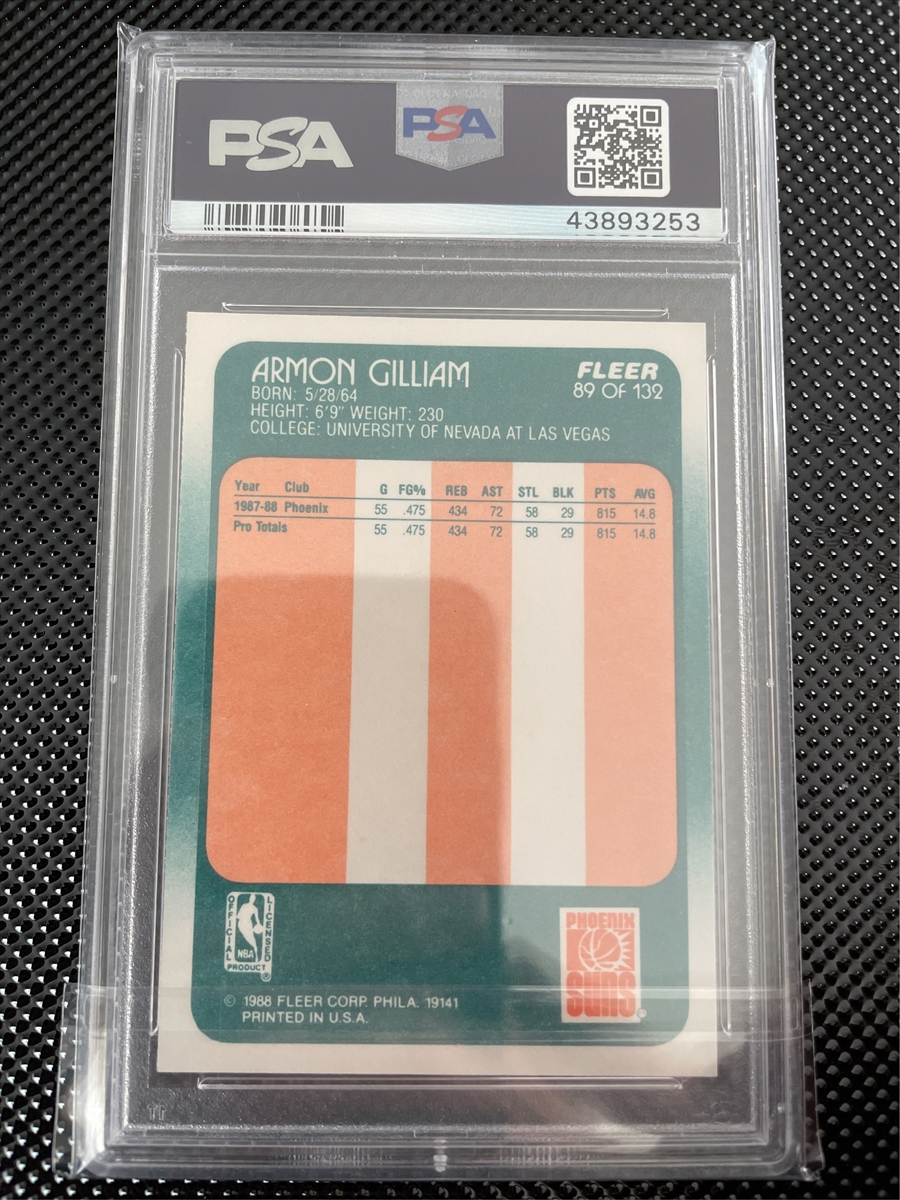 PSA
PSA
43893253
ARMON GILLIAM
FLEER
89 OF 132
BORN: 5/28/64
HEIGHT: 6'9" WEIGHT: 230
COLLEGE: UNIVERSITY OF NEVADA AT LAS VEGAS
Year Club G FG% REB AST STL BLK PTS AVG
1987-88 Phoenix 55 .475 434 72 58 29 815 14.8
Pro Totals 55 .475 434 72 58 29 815 14.8
OFFICIAL LICENSED
NBA
PRODUCT ®
PHOENIX
SUNS ®
© 1988 FLEER CORP. PHILA. 19141
PRINTED IN U.S.A.